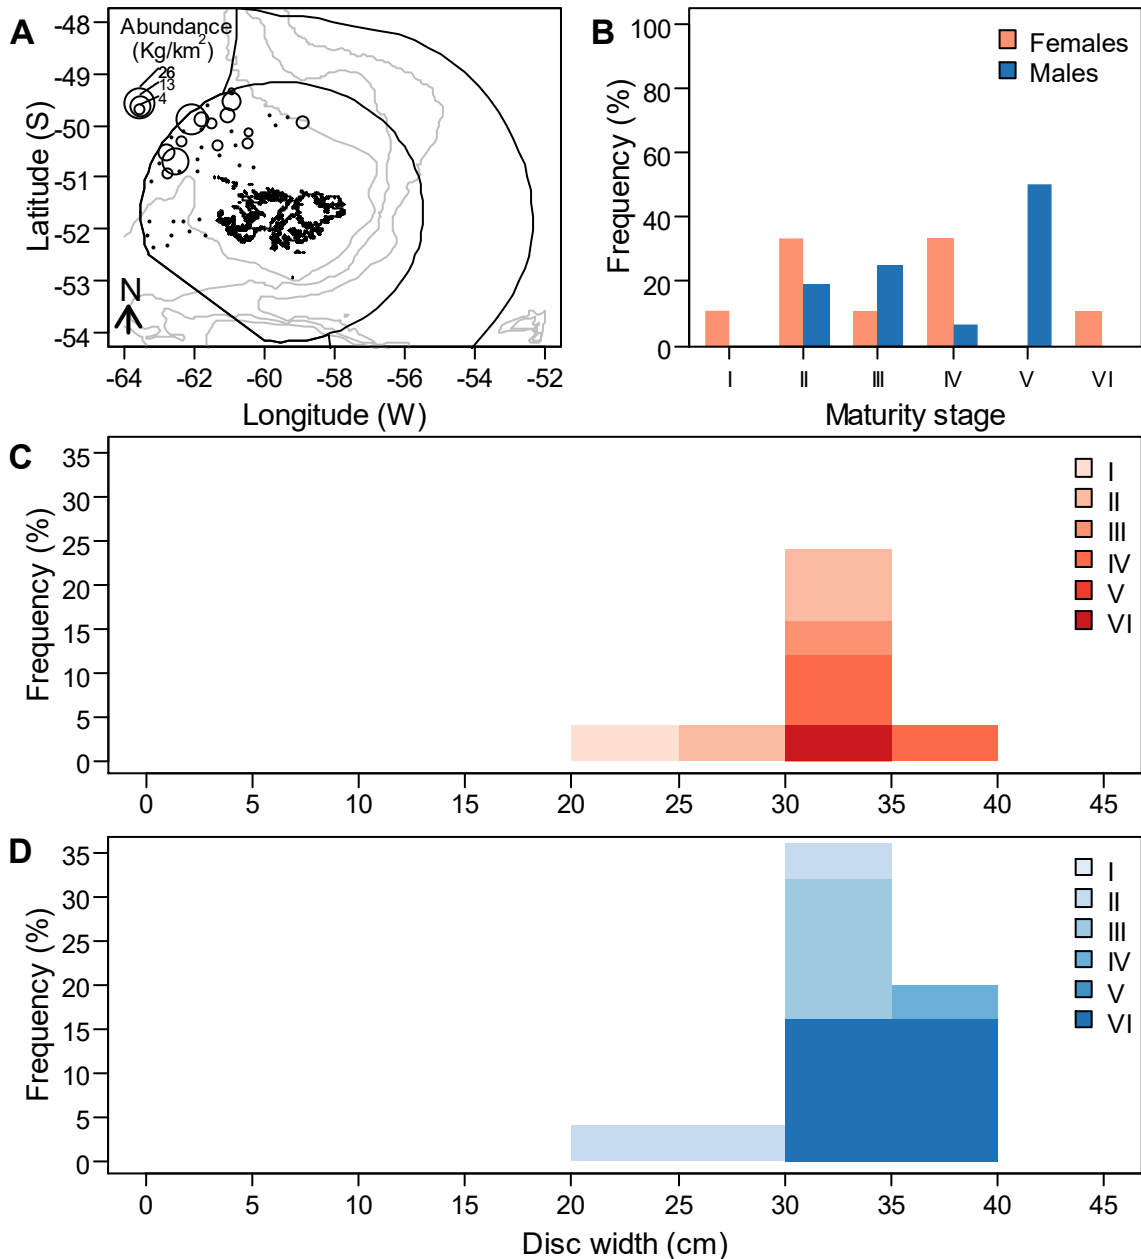 A
Abundance
(Kg/km²)
26
13
4
N
-48
-49
-50
-51
-52
-53
-54
Latitude (S)
-64 -62 -60 -58 -56 -54 -52
Longitude (W)
B
Females
Males
100
80
60
40
20
0
Frequency (%)
I II III IV V VI
Maturity stage
C
35
30
25
20
15
10
5
0
Frequency (%)
I
II
III
IV
V
VI
0 5 10 15 20 25 30 35 40 45
D
35
30
25
20
15
10
5
0
Frequency (%)
I
II
III
IV
V
VI
0 5 10 15 20 25 30 35 40 45
Disc width (cm)